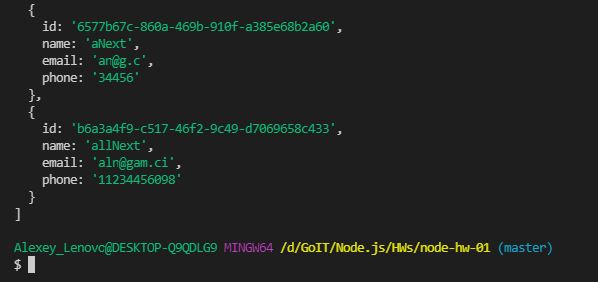 {
id: '6577b67c-860a-469b-910f-a385e68b2a60',
name: 'aNext',
email: 'an@g.c',
phone: '34456'
},
{
id: 'b6a3a4f9-c517-46f2-9c49-d7069658c433',
name: 'allNext',
email: 'aln@gam.ci',
phone: '11234456098'
}
]
Alexey_Lenovo@DESKTOP-Q9QDLG9 MINGW64 /d/GoIT/Node.js/HWs/node-hw-01 (master)
$